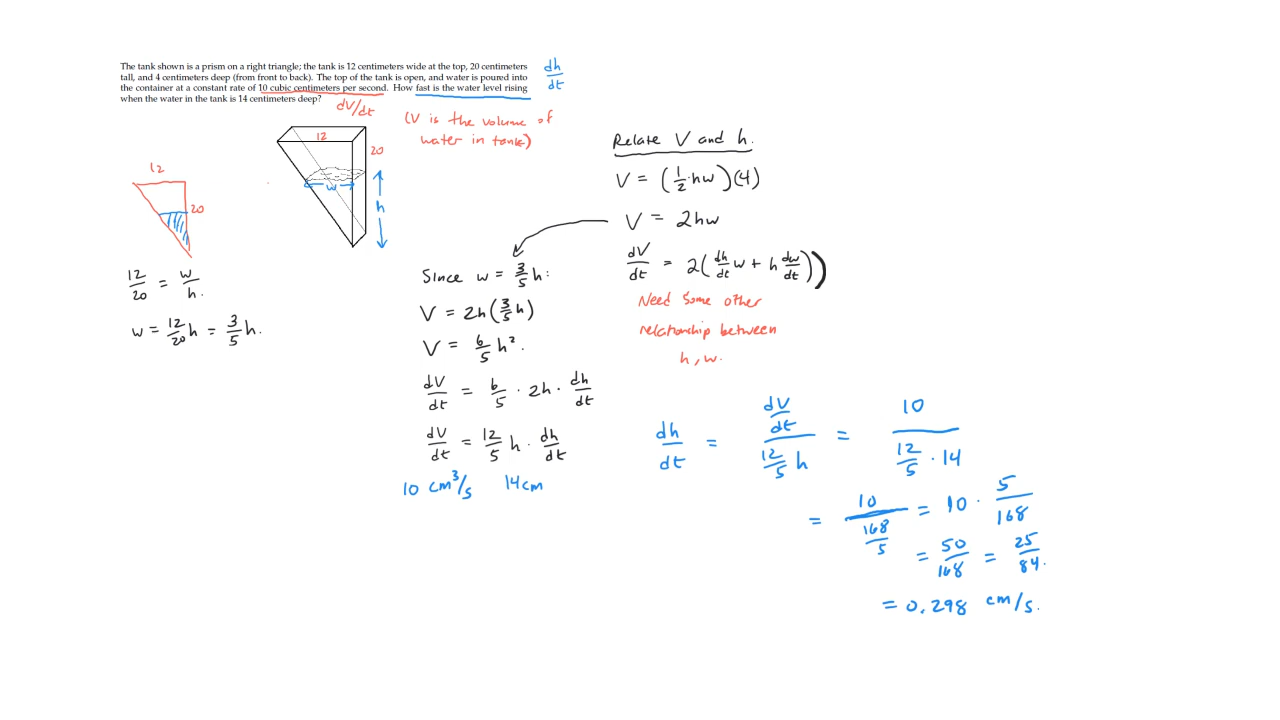 The tank shown is a prism on a right triangle; the tank is 12 centimeters wide at the top, 20 centimeters
tall, and 4 centimeters deep (from front to back). The top of the tank is open, and water is poured into
the container at a constant rate of 10 cubic centimeters per second. How fast is the water level rising
when the water in the tank is 14 centimeters deep?
dh/dt
dV/dt
(V is the volume of
water in tank)
12
20
w
h
12
20
12/20 = w/h.
w = 12/20 h = 3/5 h.
Relate V and h.
V = (1/2 · hw)(4)
V = 2hw
dV/dt = 2(dh/dt w + h dw/dt))
Need some other
relationship between
h, w.
Since w = 3/5 h:
V = 2h(3/5 h)
V = 6/5 h².
dV/dt = 6/5 · 2h · dh/dt
dV/dt = 12/5 h · dh/dt
10 cm³/s 14cm
dh/dt = dV/dt / 12/5 h = 10 / 12/5 · 14
= 10 / 168/5 = 10 · 5/168
= 50/168 = 25/84.
= 0.298 cm/s.